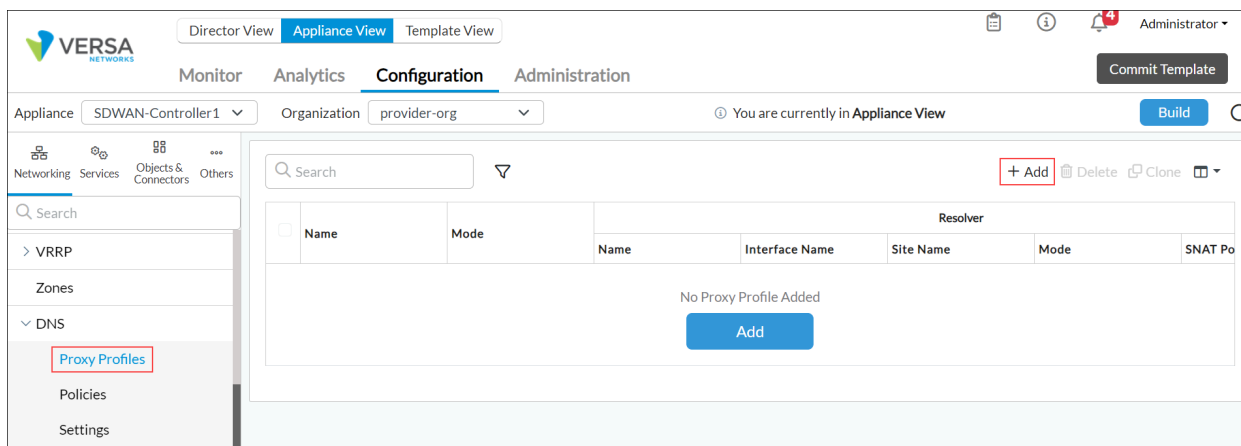 VERSA
NETWORKS
Director View Appliance View Template View
4
Administrator
Monitor Analytics Configuration Administration
Commit Template
Appliance SDWAN-Controller1 Organization provider-org
You are currently in Appliance View
Build
Networking Services Objects & Connectors Others
Search
Search
+ Add Delete Clone
VRRP
Zones
DNS
Proxy Profiles
Policies
Settings
Name Mode Resolver
Name Interface Name Site Name Mode SNAT Po
No Proxy Profile Added
Add